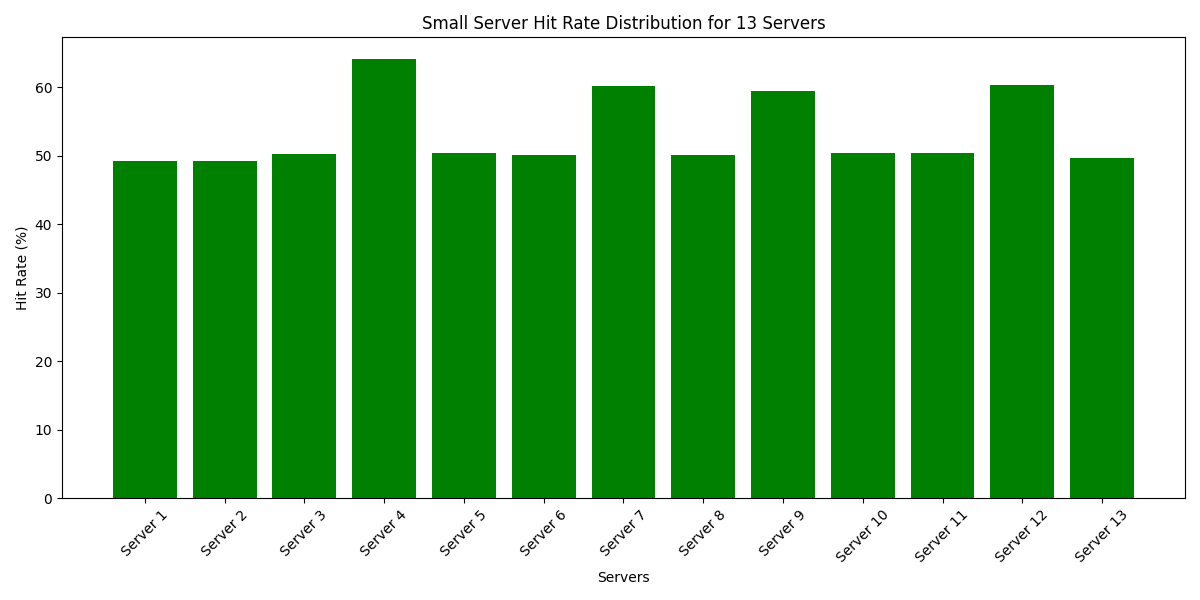 Small Server Hit Rate Distribution for 13 Servers
Hit Rate (%)
60
50
40
30
20
10
0
Server 1
Server 2
Server 3
Server 4
Server 5
Server 6
Server 7
Server 8
Server 9
Server 10
Server 11
Server 12
Server 13
Servers